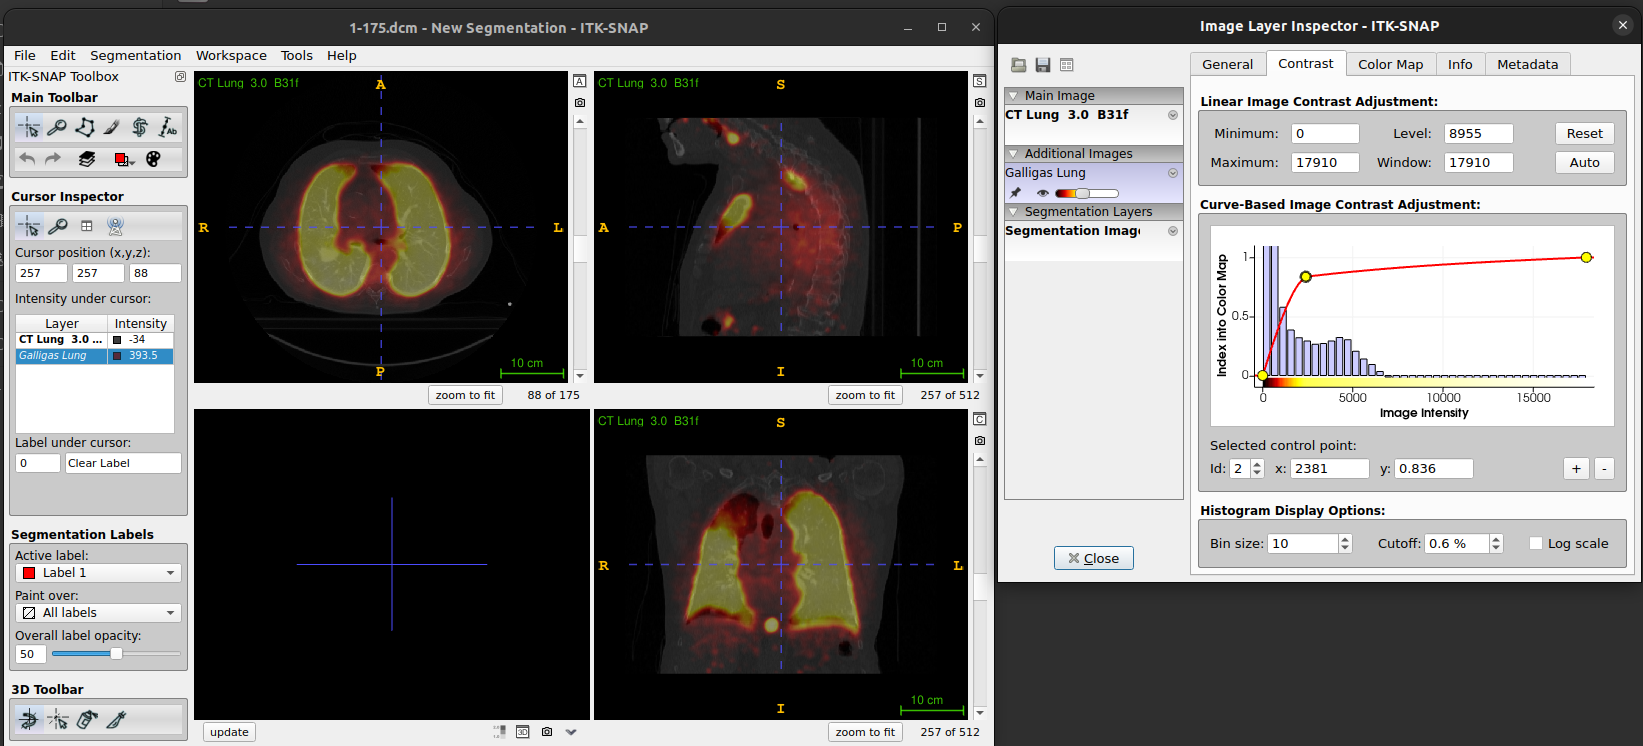 1-175.dcm - New Segmentation - ITK-SNAP
File Edit Segmentation Workspace Tools Help
ITK-SNAP Toolbox
Main Toolbar
Ab
Cursor Inspector
Cursor position (x,y,z):
257 257 88
Intensity under cursor:
Layer Intensity
CT Lung 3.0 ... -34
Galligas Lung 393.5
Label under cursor:
0 Clear Label
Segmentation Labels
Active label:
Label 1
Paint over:
All labels
Overall label opacity:
50
3D Toolbar
CT Lung 3.0 B31f
A
R
L
P
10 cm
A
zoom to fit 88 of 175
CT Lung 3.0 B31f
S
A
P
I
10 cm
S
zoom to fit 257 of 512
update
3D
CT Lung 3.0 B31f
S
R
L
I
10 cm
C
zoom to fit 257 of 512
Image Layer Inspector - ITK-SNAP
Main Image
CT Lung 3.0 B31f
Additional Images
Galligas Lung
Segmentation Layers
Segmentation Imag
Close
General Contrast Color Map Info Metadata
Linear Image Contrast Adjustment:
Minimum: 0 Level: 8955 Reset
Maximum: 17910 Window: 17910 Auto
Curve-Based Image Contrast Adjustment:
Index into Color Map
1
0.5
0
0 5000 10000 15000
Image Intensity
Selected control point:
Id: 2 x: 2381 y: 0.836 + -
Histogram Display Options:
Bin size: 10 Cutoff: 0.6 % Log scale